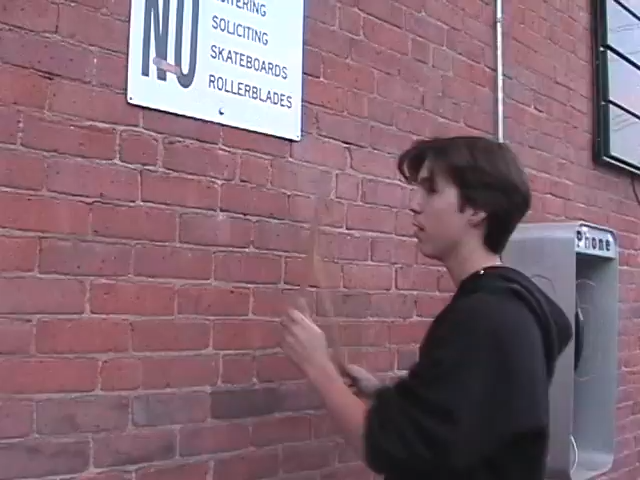 NO
SOLICITING
SKATEBOARDS
ROLLERBLADES
Phone